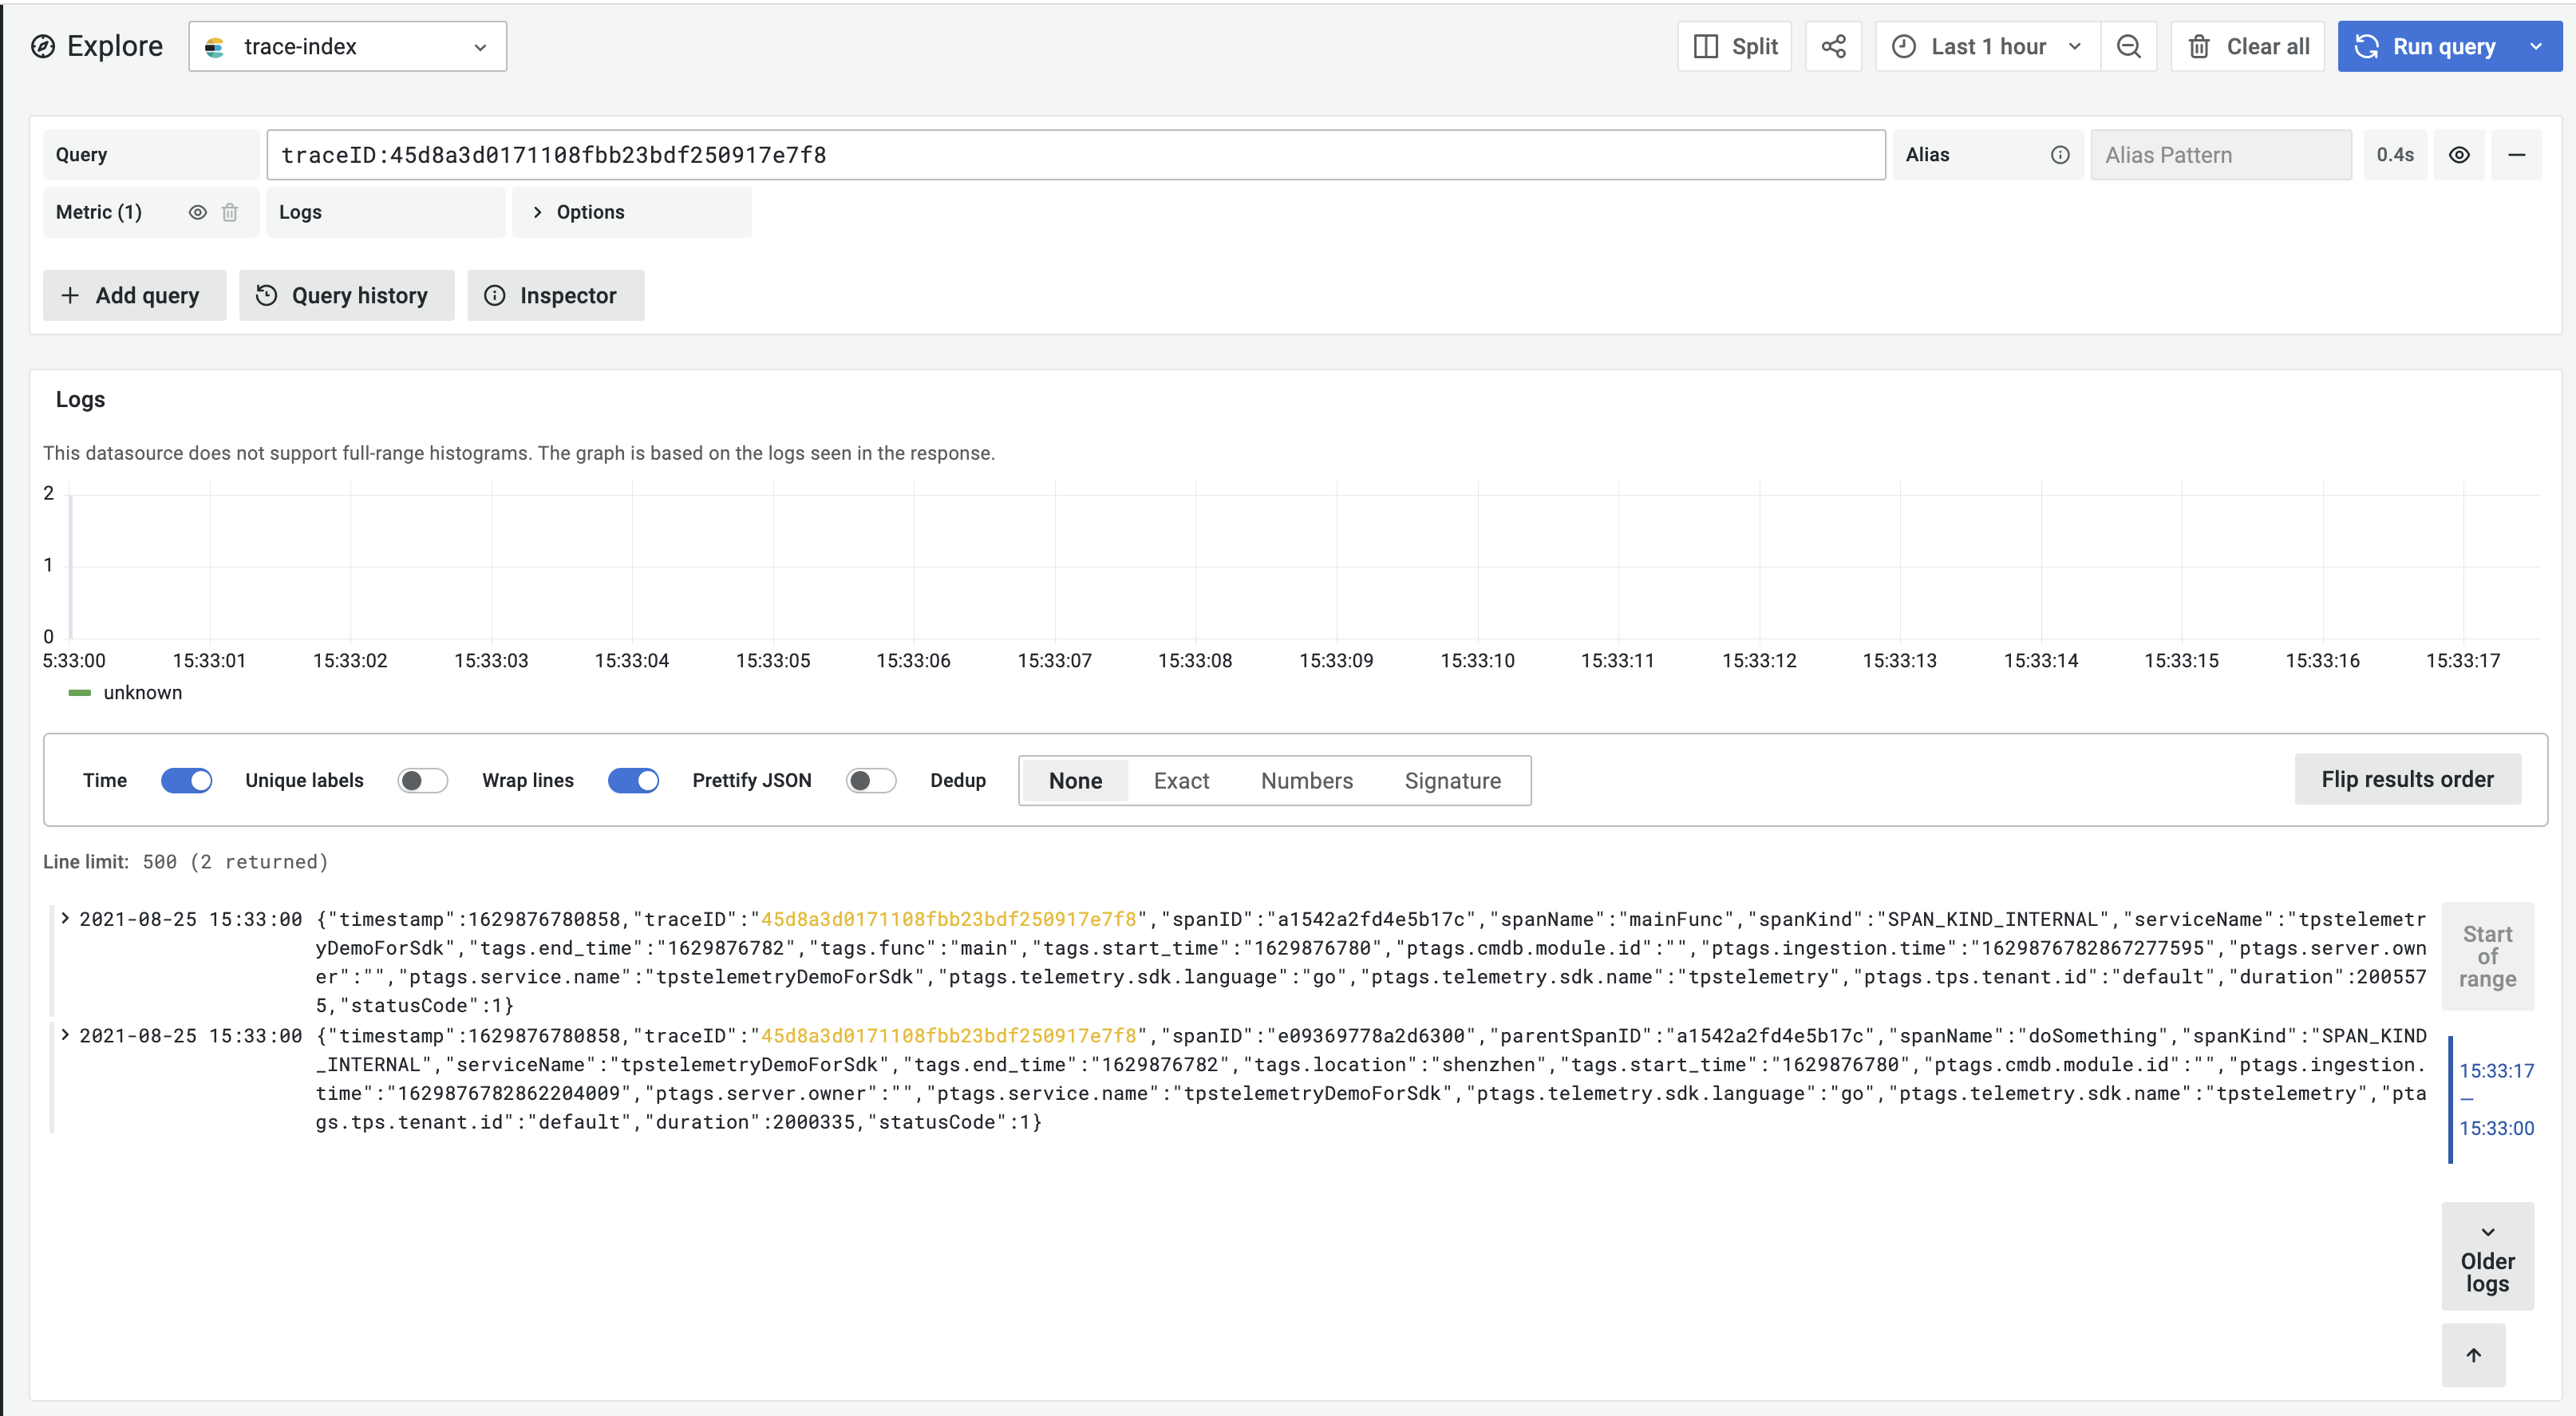 Explore trace-index Split Last 1 hour Clear all Run query
Query traceID:45d8a3d0171108fbb23bdf250917e7f8 Alias Alias Pattern 0.4s
Metric (1) Logs Options
Add query Query history Inspector
Logs
This datasource does not support full-range histograms. The graph is based on the logs seen in the response.
2
1
0
5:33:00 15:33:01 15:33:02 15:33:03 15:33:04 15:33:05 15:33:06 15:33:07 15:33:08 15:33:09 15:33:10 15:33:11 15:33:12 15:33:13 15:33:14 15:33:15 15:33:16 15:33:17
unknown
Time Unique labels Wrap lines Prettify JSON Dedup None Exact Numbers Signature Flip results order
Line limit: 500 (2 returned)
2021-08-25 15:33:00 {"timestamp":1629876780858,"traceID":"45d8a3d0171108fbb23bdf250917e7f8","spanID":"a1542a2fd4e5b17c","spanName":"mainFunc","spanKind":"SPAN_KIND_INTERNAL","serviceName":"tpstelemetr
yDemoForSdk","tags.end_time":"1629876782","tags.func":"main","tags.start_time":"1629876780","ptags.cmdb.module.id":"","ptags.ingestion.time":"1629876782867277595","ptags.server.own
er":"","ptags.service.name":"tpstelemetryDemoForSdk","ptags.telemetry.sdk.language":"go","ptags.telemetry.sdk.name":"tpstelemetry","ptags.tps.tenant.id":"default","duration":200557
5,"statusCode":1}
2021-08-25 15:33:00 {"timestamp":1629876780858,"traceID":"45d8a3d0171108fbb23bdf250917e7f8","spanID":"e09369778a2d6300","parentSpanID":"a1542a2fd4e5b17c","spanName":"doSomething","spanKind":"SPAN_KIND
_INTERNAL","serviceName":"tpstelemetryDemoForSdk","tags.end_time":"1629876782","tags.location":"shenzhen","tags.start_time":"1629876780","ptags.cmdb.module.id":"","ptags.ingestion.
time":"1629876782862204009","ptags.server.owner":"","ptags.service.name":"tpstelemetryDemoForSdk","ptags.telemetry.sdk.language":"go","ptags.telemetry.sdk.name":"tpstelemetry","pta
gs.tps.tenant.id":"default","duration":2000335,"statusCode":1}
Start
of
range
15:33:17
—
15:33:00
Older
logs